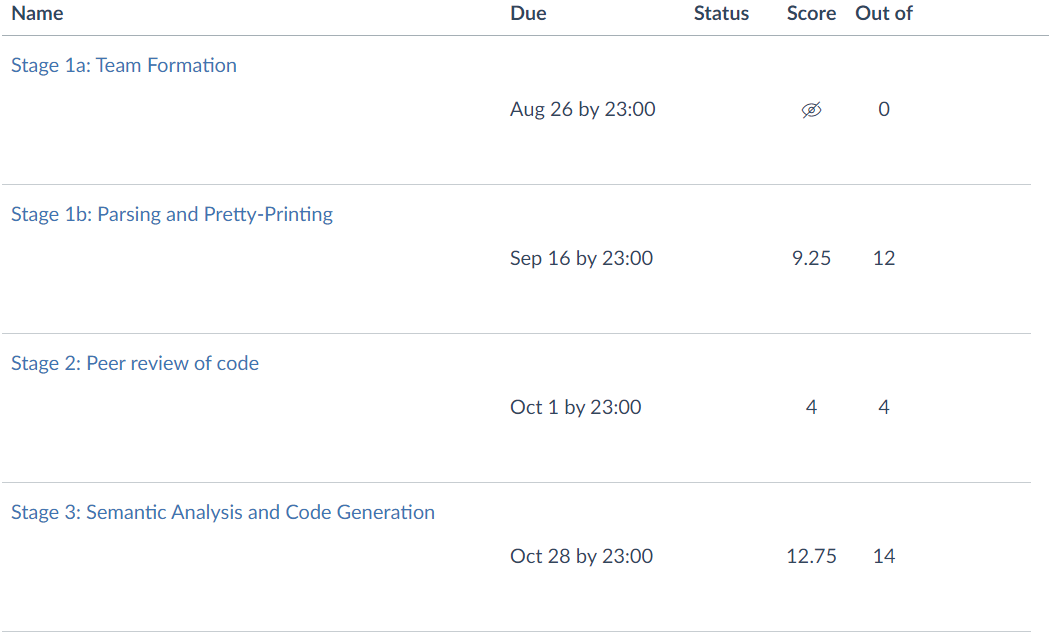 Name Due Status Score Out of
Stage 1a: Team Formation
Aug 26 by 23:00 0
Stage 1b: Parsing and Pretty-Printing
Sep 16 by 23:00 9.25 12
Stage 2: Peer review of code
Oct 1 by 23:00 4 4
Stage 3: Semantic Analysis and Code Generation
Oct 28 by 23:00 12.75 14